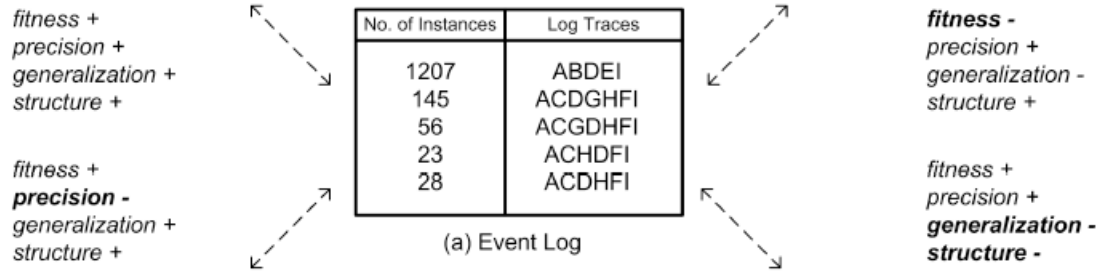 fitness +
precision +
generalization +
structure +
fitness +
precision -
generalization +
structure +
No. of Instances Log Traces
1207 ABDEI
145 ACDGHFI
56 ACGDHFI
23 ACHDFI
28 ACDHFI
(a) Event Log
fitness -
precision +
generalization -
structure +
fitness +
precision +
generalization -
structure -